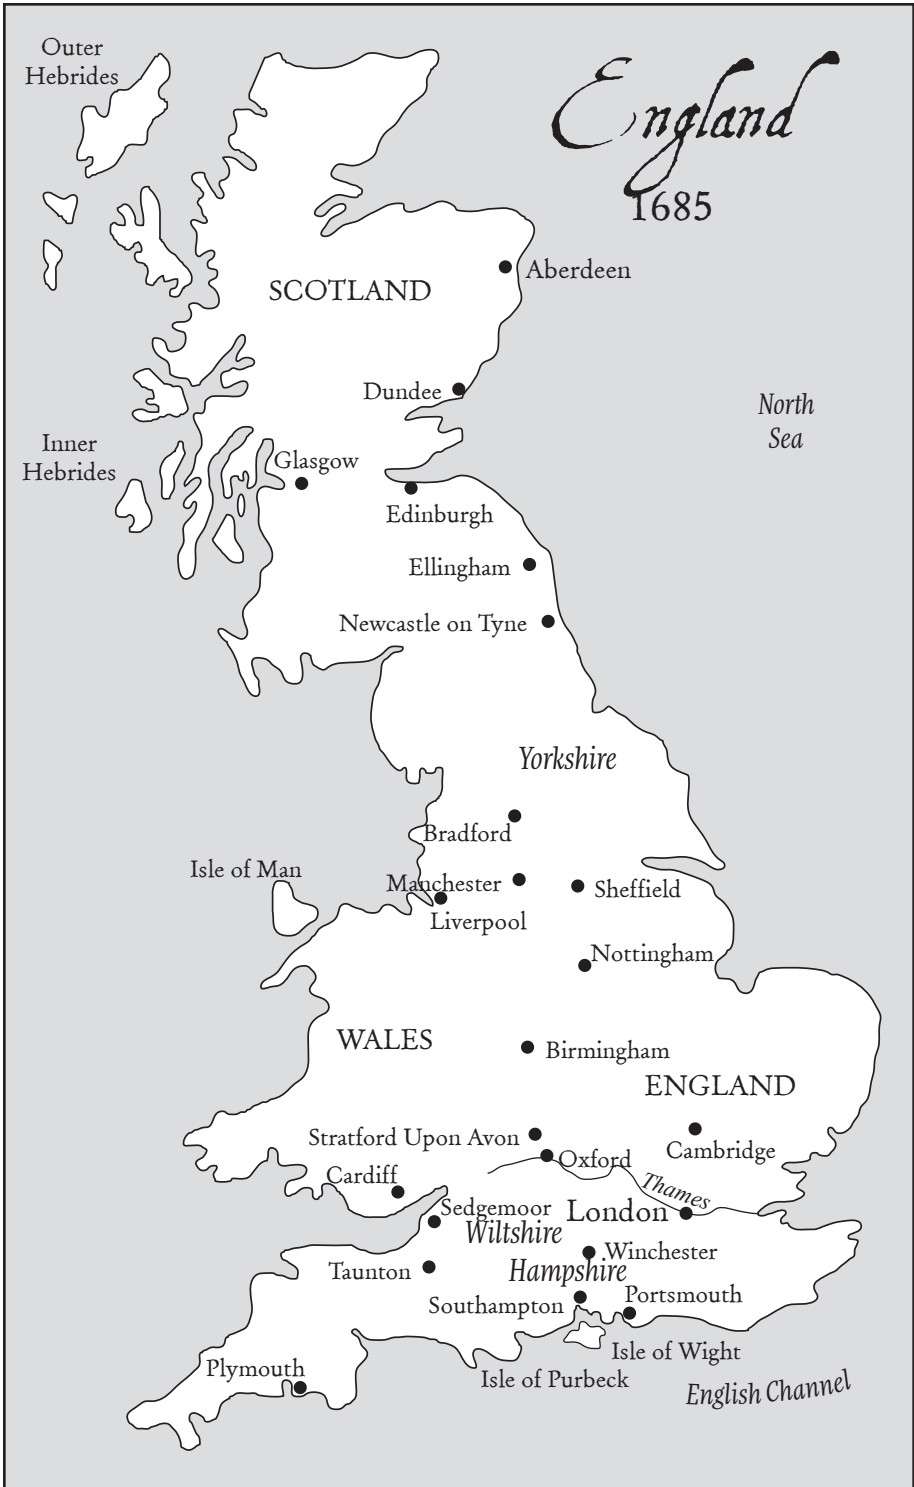 Outer
Hebrides
England
1685
Aberdeen
SCOTLAND
Dundee
North
Sea
Inner
Hebrides
Glasgow
Edinburgh
Ellingham
Newcastle on Tyne
Yorkshire
Bradford
Isle of Man
Manchester
Sheffield
Liverpool
Nottingham
WALES
Birmingham
ENGLAND
Stratford Upon Avon
Cambridge
Oxford
Cardiff
Thames
Sedgemoor
London
Wiltshire
Winchester
Taunton
Hampshire
Portsmouth
Southampton
Isle of Wight
Plymouth
Isle of Purbeck
English Channel